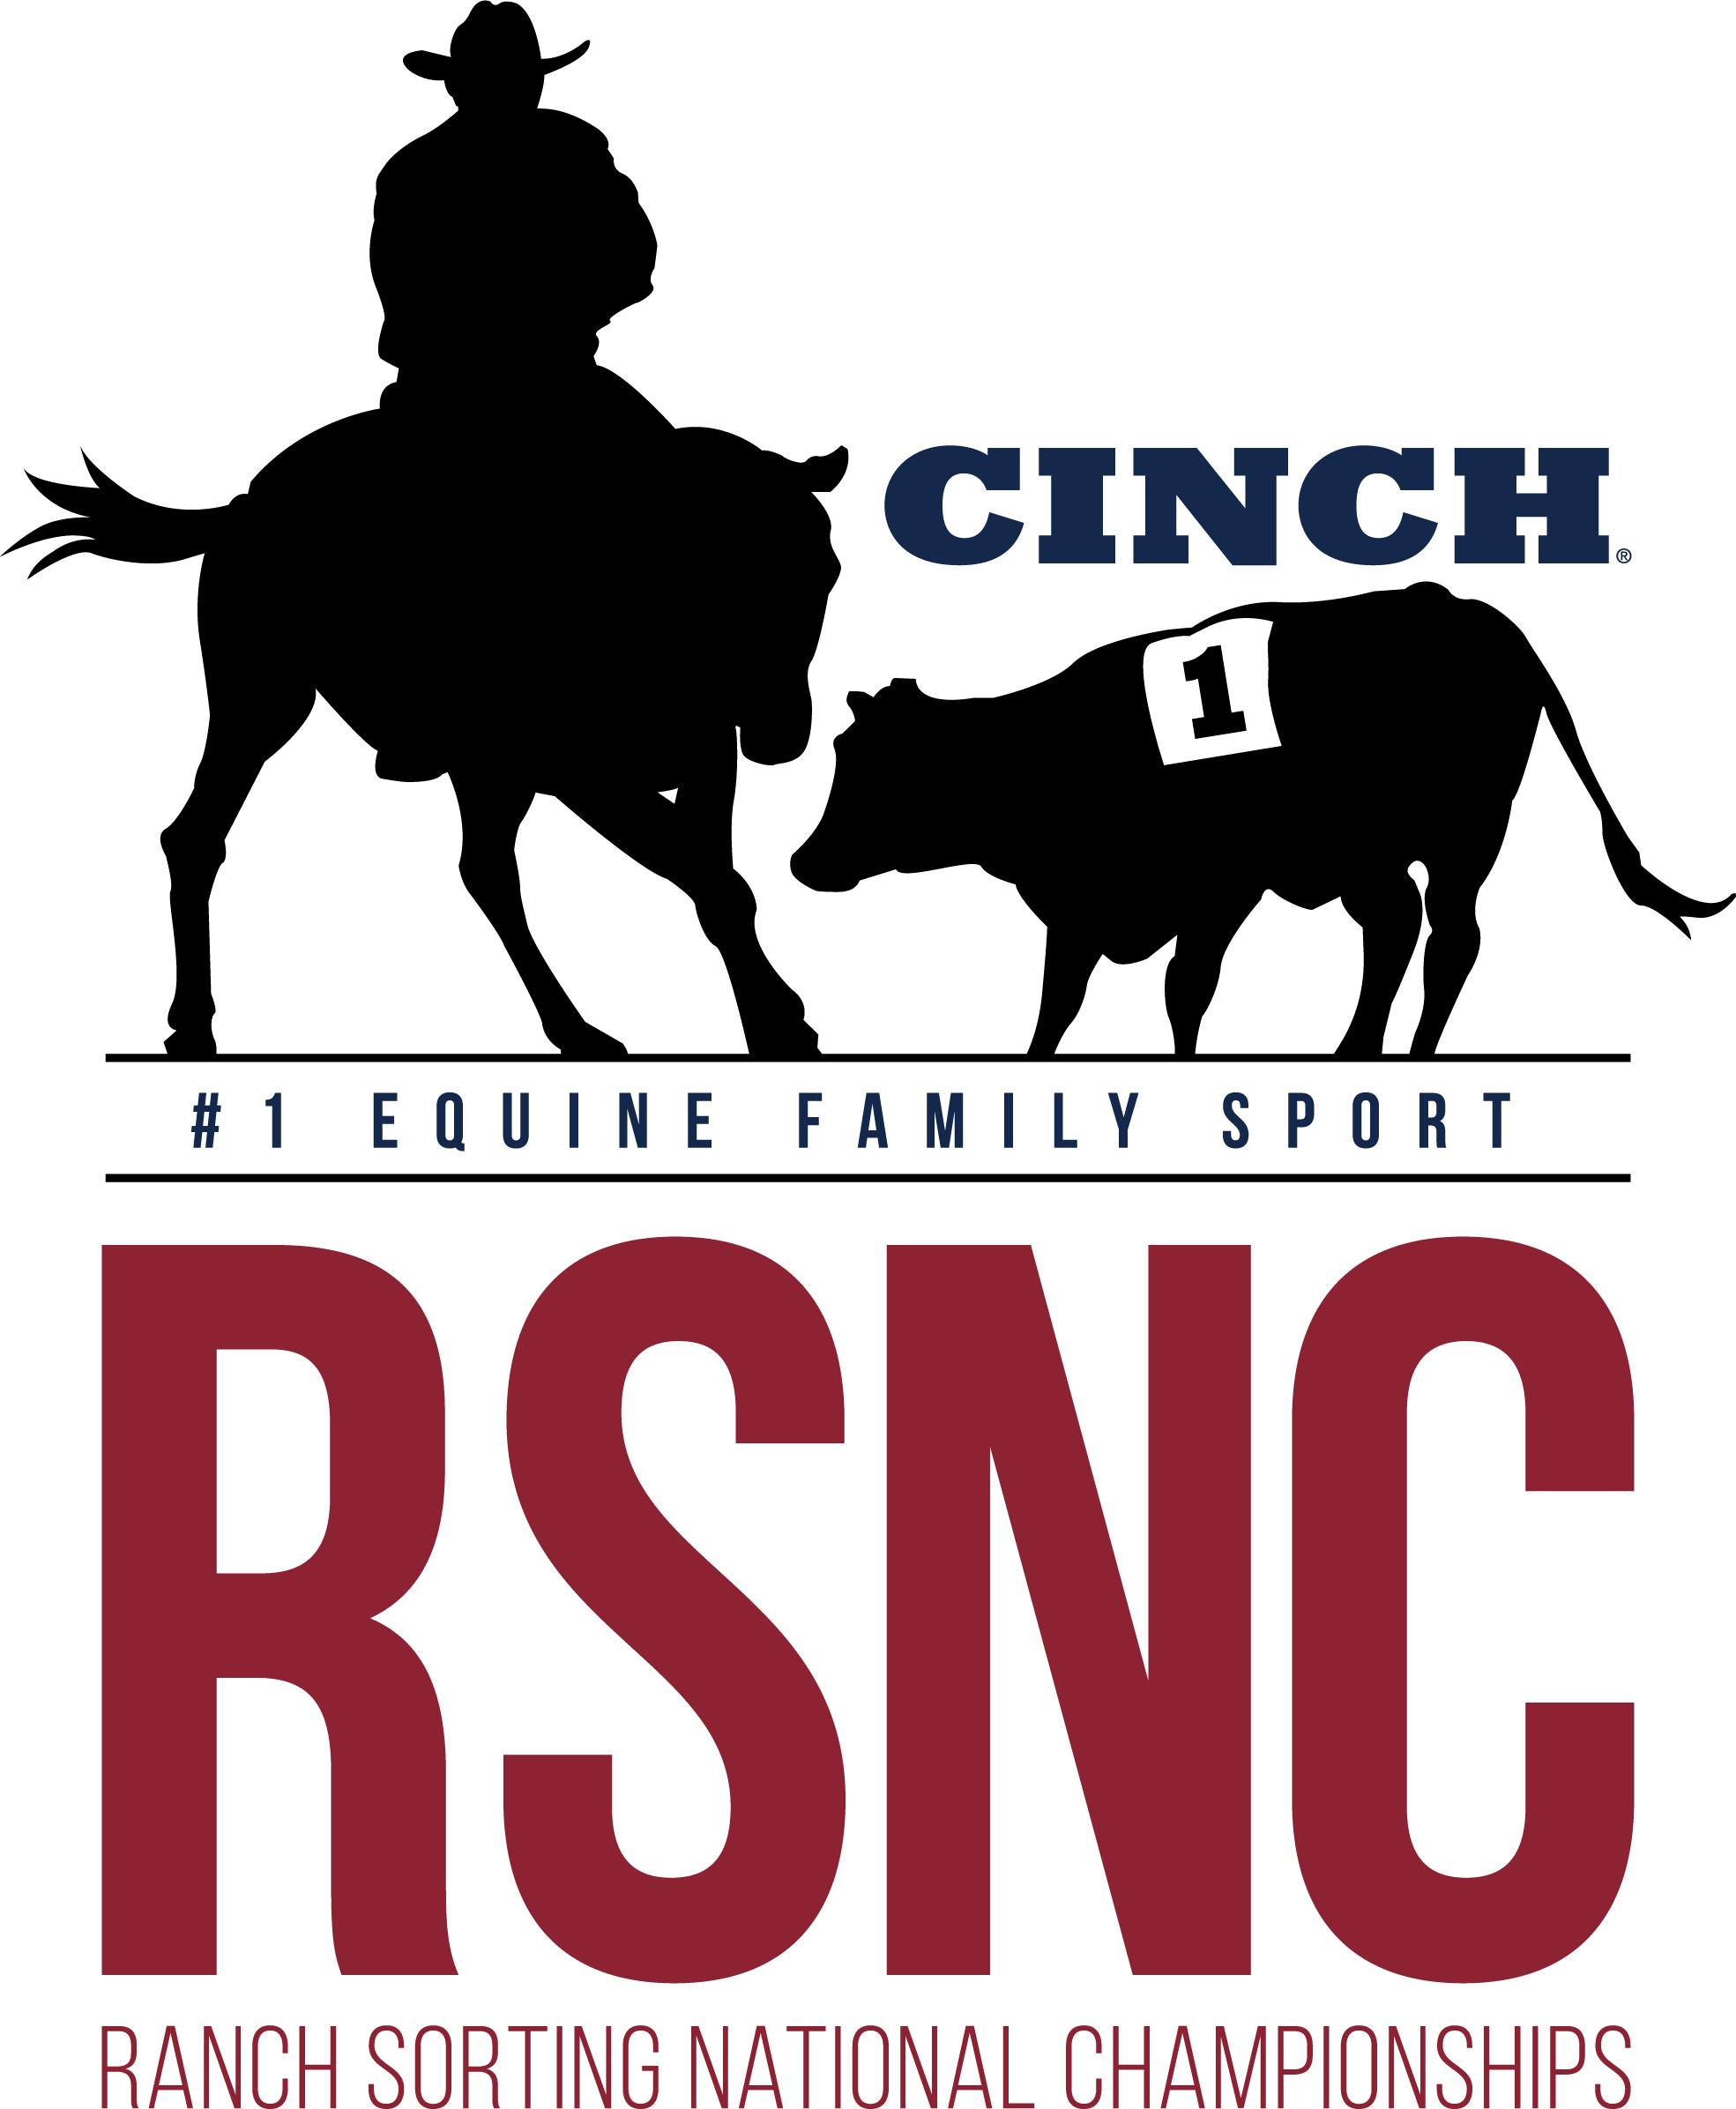 CINCH®
1
#1 EQUINE FAMILY SPORT
RSNC
RANCH SORTING NATIONAL CHAMPIONSHIPS